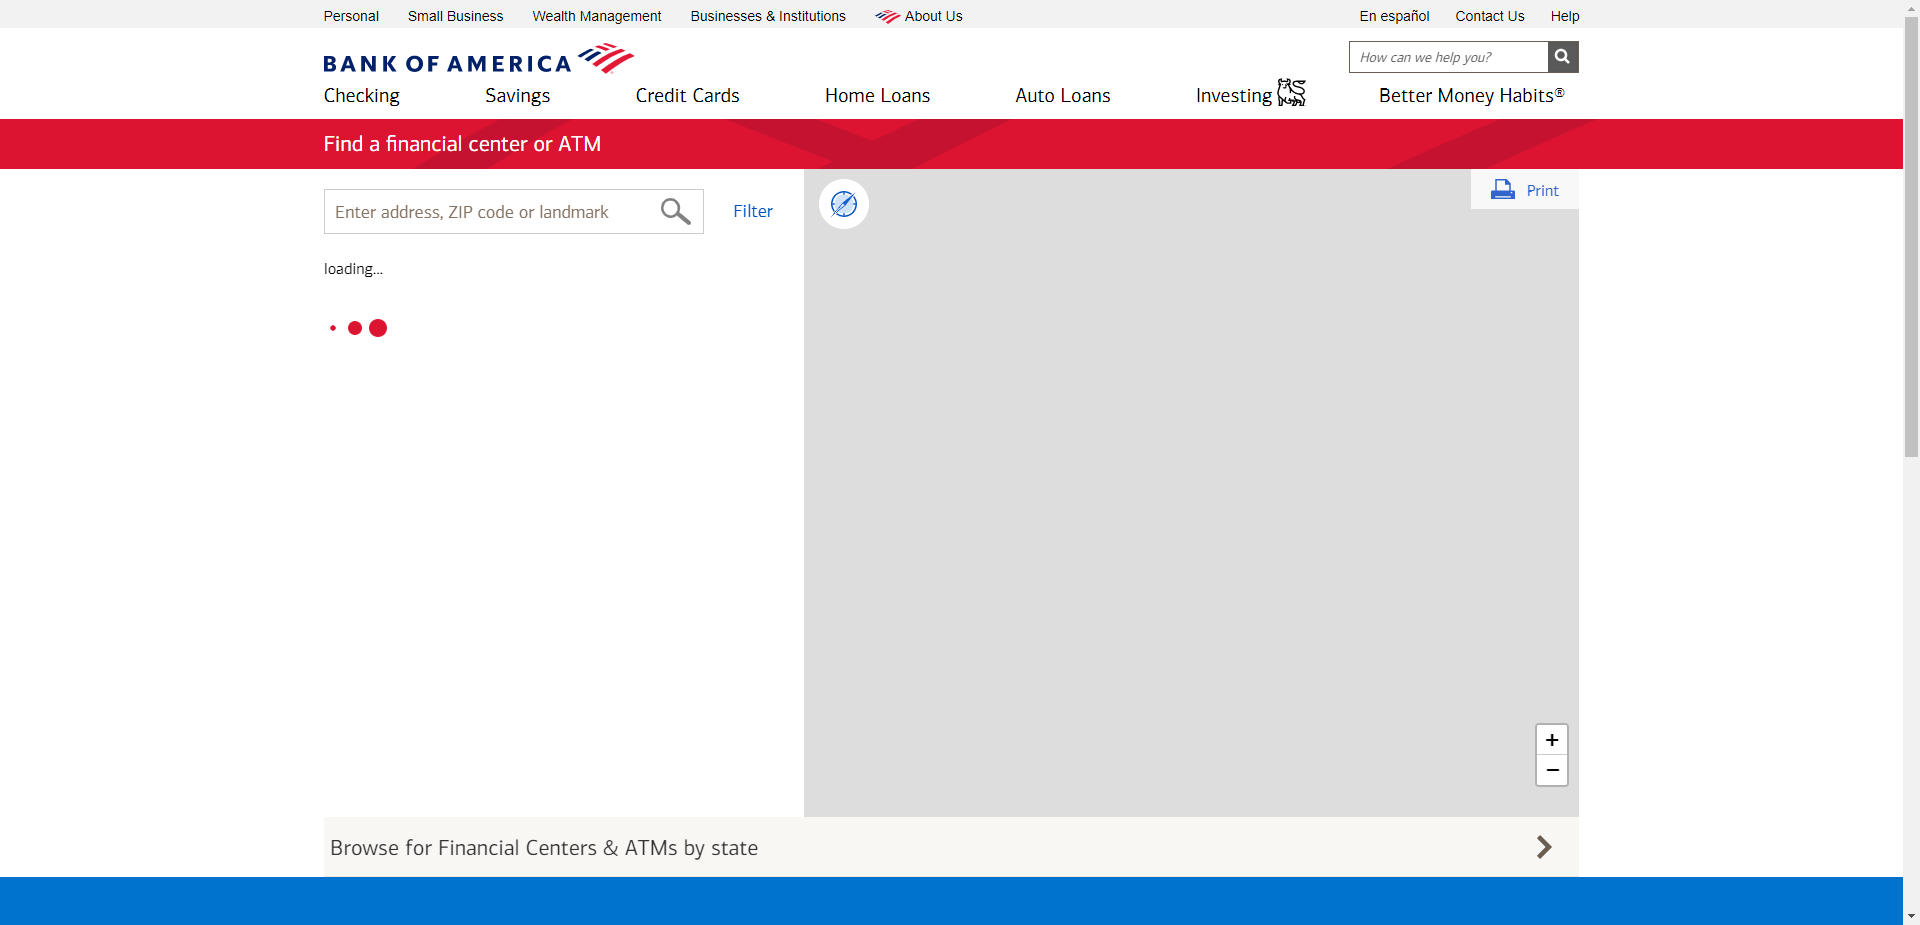 Personal Small Business Wealth Management Businesses & Institutions About Us En español Contact Us Help
BANK OF AMERICA
How can we help you?
Checking Savings Credit Cards Home Loans Auto Loans Investing Better Money Habits®
Find a financial center or ATM
Enter address, ZIP code or landmark Filter
Print
loading...
+
−
Browse for Financial Centers & ATMs by state